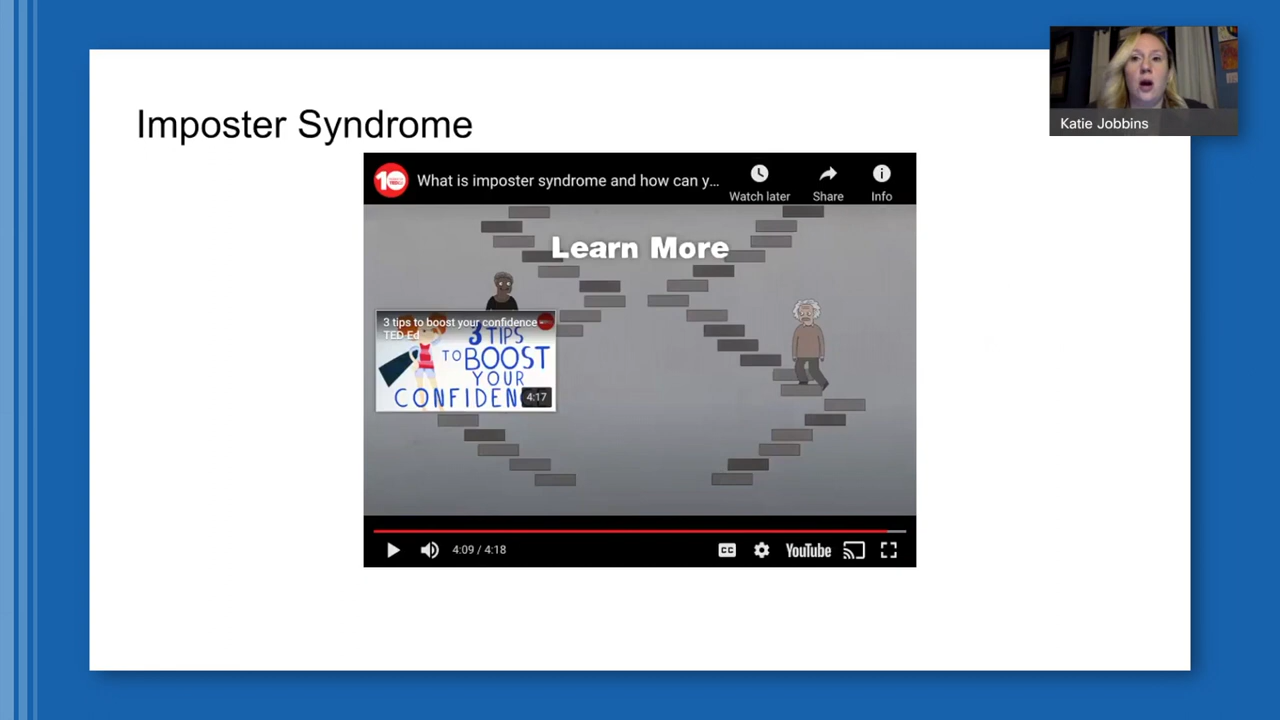 Imposter Syndrome
Katie Jobbins
10
What is imposter syndrome and how can y...
Watch later
Share
Info
Learn More
3 tips to boost your confidence -
TED Ed
3 TIPS
TO BOOST
YOUR
CONFIDEN
4:17
4:09 / 4:18
CC
YouTube